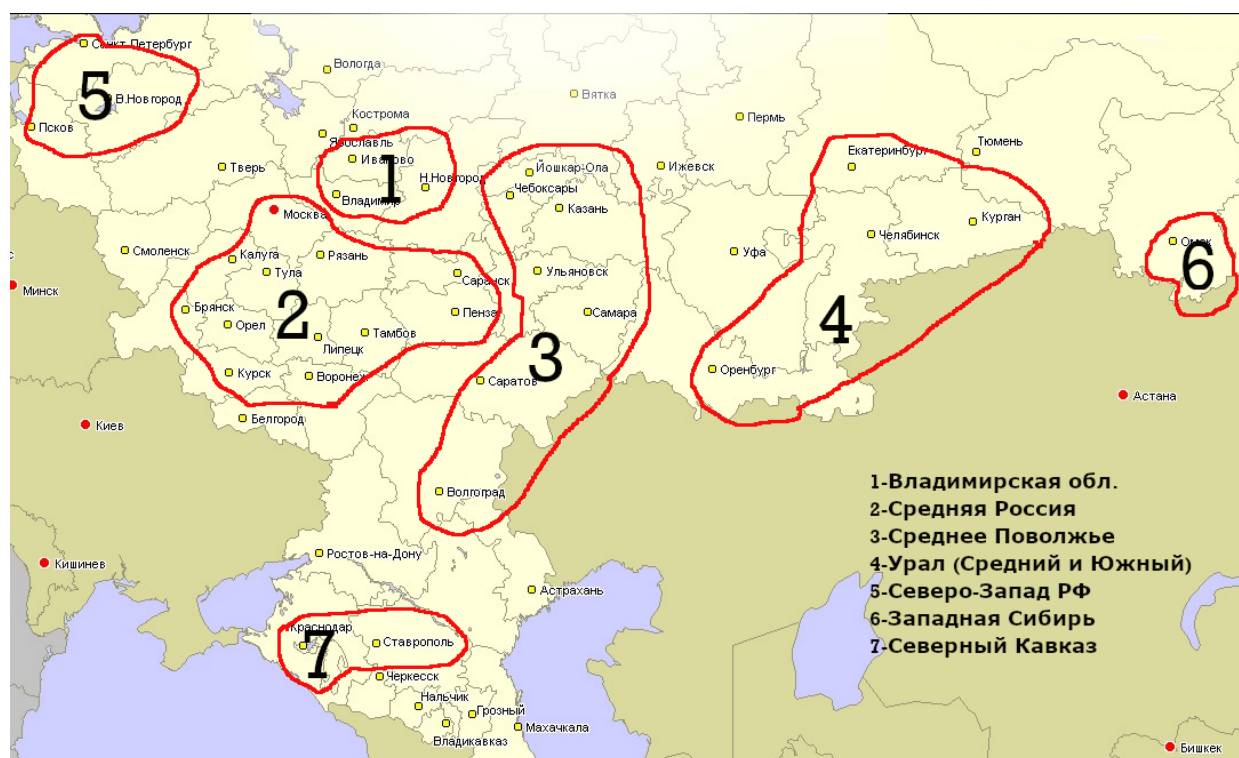 Санкт-Петербург
Вологда
5
В.Новгород
Вятка
Кострома
Пермь
Псков
Ярославль
Тюмень
Екатеринбург
Иваново
Тверь
Йошкар-Ола
Ижевск
1
Н.Новгород
Чебоксары
Владимир
Казань
Москва
Курган
Челябинск
Омск
Смоленск
Калуга
Рязань
Уфа
6
Тула
Ульяновск
Саранск
Минск
Брянск
Пенза
Самара
2
Орел
Тамбов
4
Липецк
3
Оренбург
Курск
Воронеж
Саратов
Астана
Белгород
Киев
1-Владимирская обл.
Волгоград
2-Средняя Россия
3-Среднее Поволжье
Ростов-на-Дону
4-Урал (Средний и Южный)
Кишинев
5-Северо-Запад РФ
Астрахань
6-Западная Сибирь
Краснодар
7
Ставрополь
7-Северный Кавказ
Черкесск
Нальчик
Грозный
Махачкала
Владикавказ
Бишкек